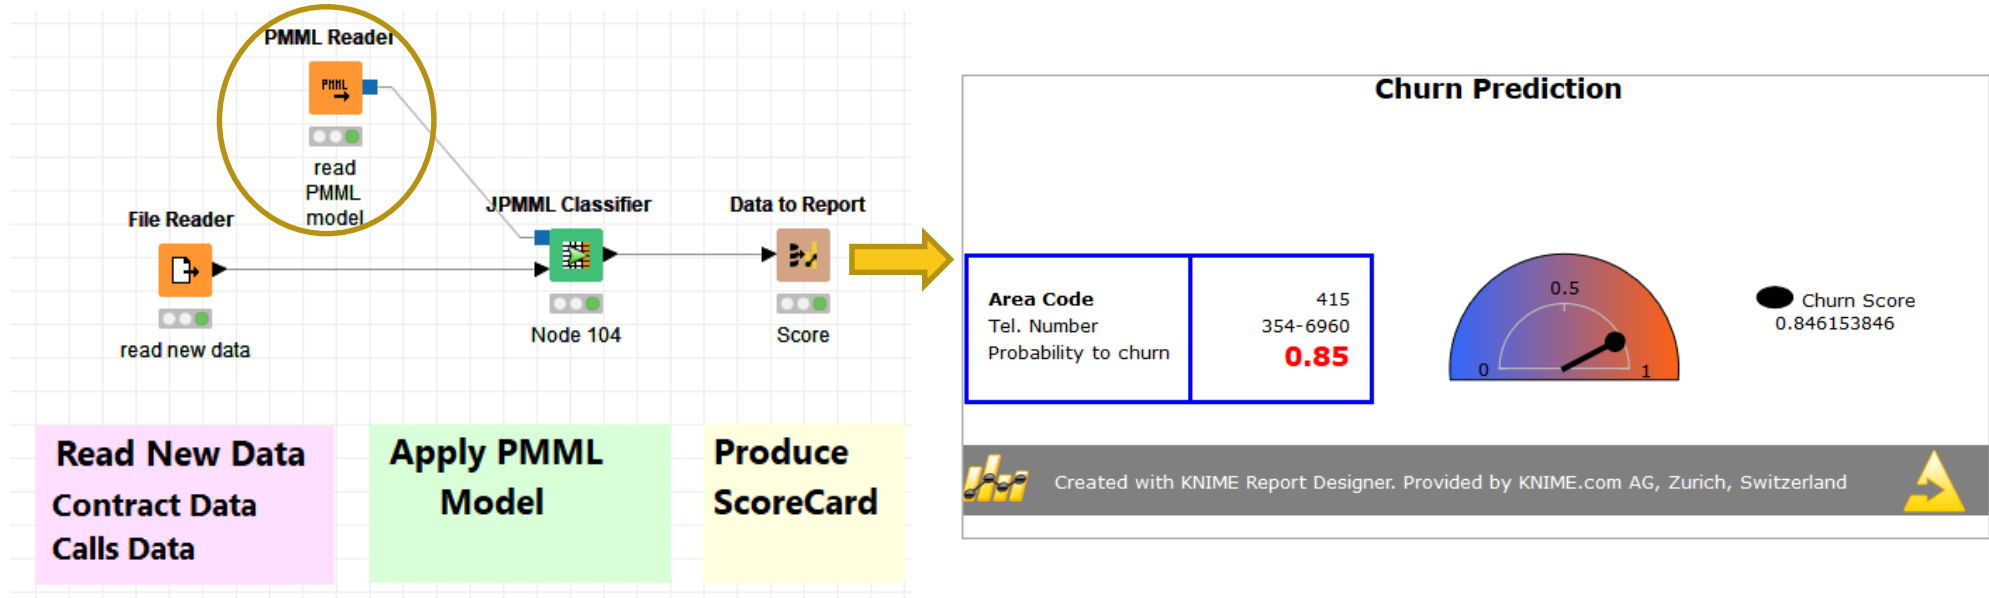 PMML Reader
PMML
read
PMML
model
File Reader
read new data
JPMML Classifier
Node 104
Data to Report
Score
Read New Data
Contract Data
Calls Data
Apply PMML
Model
Produce
ScoreCard
Churn Prediction
Area Code 415
Tel. Number 354-6960
Probability to churn 0.85
0 0.5 1
Churn Score
0.846153846
Created with KNIME Report Designer. Provided by KNIME.com AG, Zurich, Switzerland